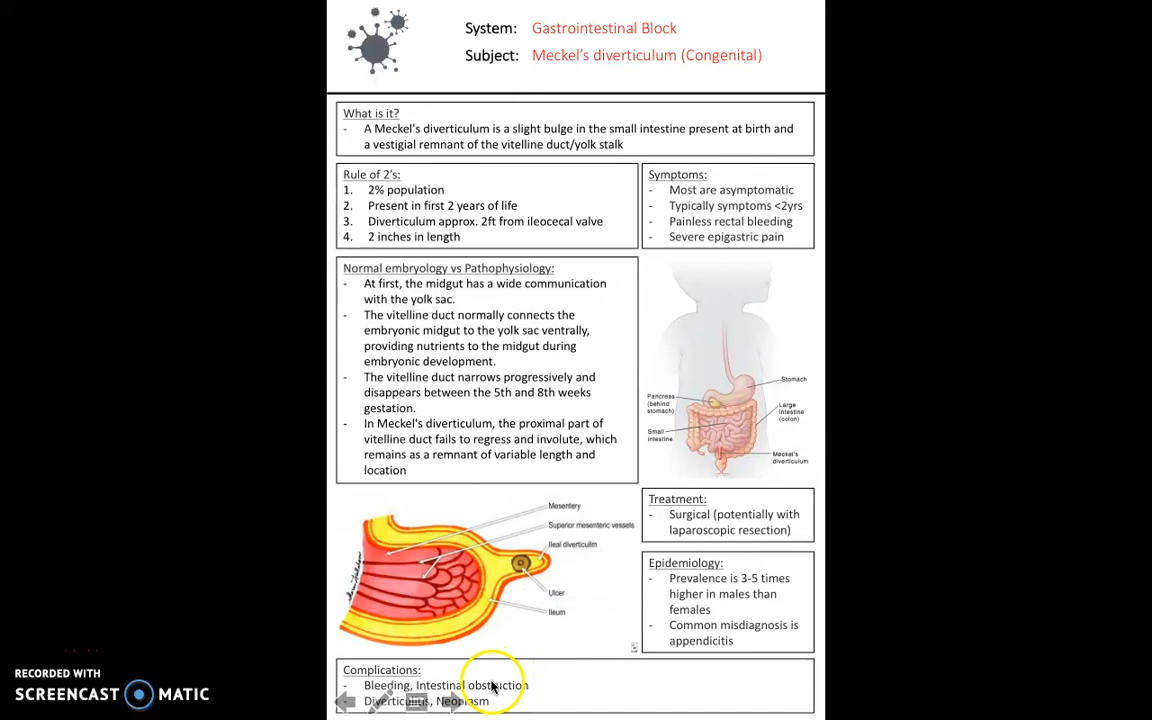 System: Gastrointestinal Block
Subject: Meckel's diverticulum (Congenital)
What is it?
- A Meckel's diverticulum is a slight bulge in the small intestine present at birth and
a vestigial remnant of the vitelline duct/yolk stalk
Rule of 2's:
1. 2% population
2. Present in first 2 years of life
3. Diverticulum approx. 2ft from ileocecal valve
4. 2 inches in length
Symptoms:
- Most are asymptomatic
- Typically symptoms <2yrs
- Painless rectal bleeding
- Severe epigastric pain
Normal embryology vs Pathophysiology:
- At first, the midgut has a wide communication
with the yolk sac.
- The vitelline duct normally connects the
embryonic midgut to the yolk sac ventrally,
providing nutrients to the midgut during
embryonic development.
- The vitelline duct narrows progressively and
disappears between the 5th and 8th weeks
gestation.
- In Meckel's diverticulum, the proximal part of
vitelline duct fails to regress and involute, which
remains as a remnant of variable length and
location
Stomach
Pancreas
(behind
stomach)
Large
intestine
(colon)
Small
intestine
Meckel's
diverticulum
Mesentery
Superior mesenteric vessels
Ileal diverticulim
Ulcer
Ileum
Treatment:
- Surgical (potentially with
laparoscopic resection)
Epidemiology:
- Prevalence is 3-5 times
higher in males than
females
- Common misdiagnosis is
appendicitis
Complications:
- Bleeding, Intestinal obstruction
- Diverticulitis, Neoplasm
RECORDED WITH
SCREENCAST MATIC